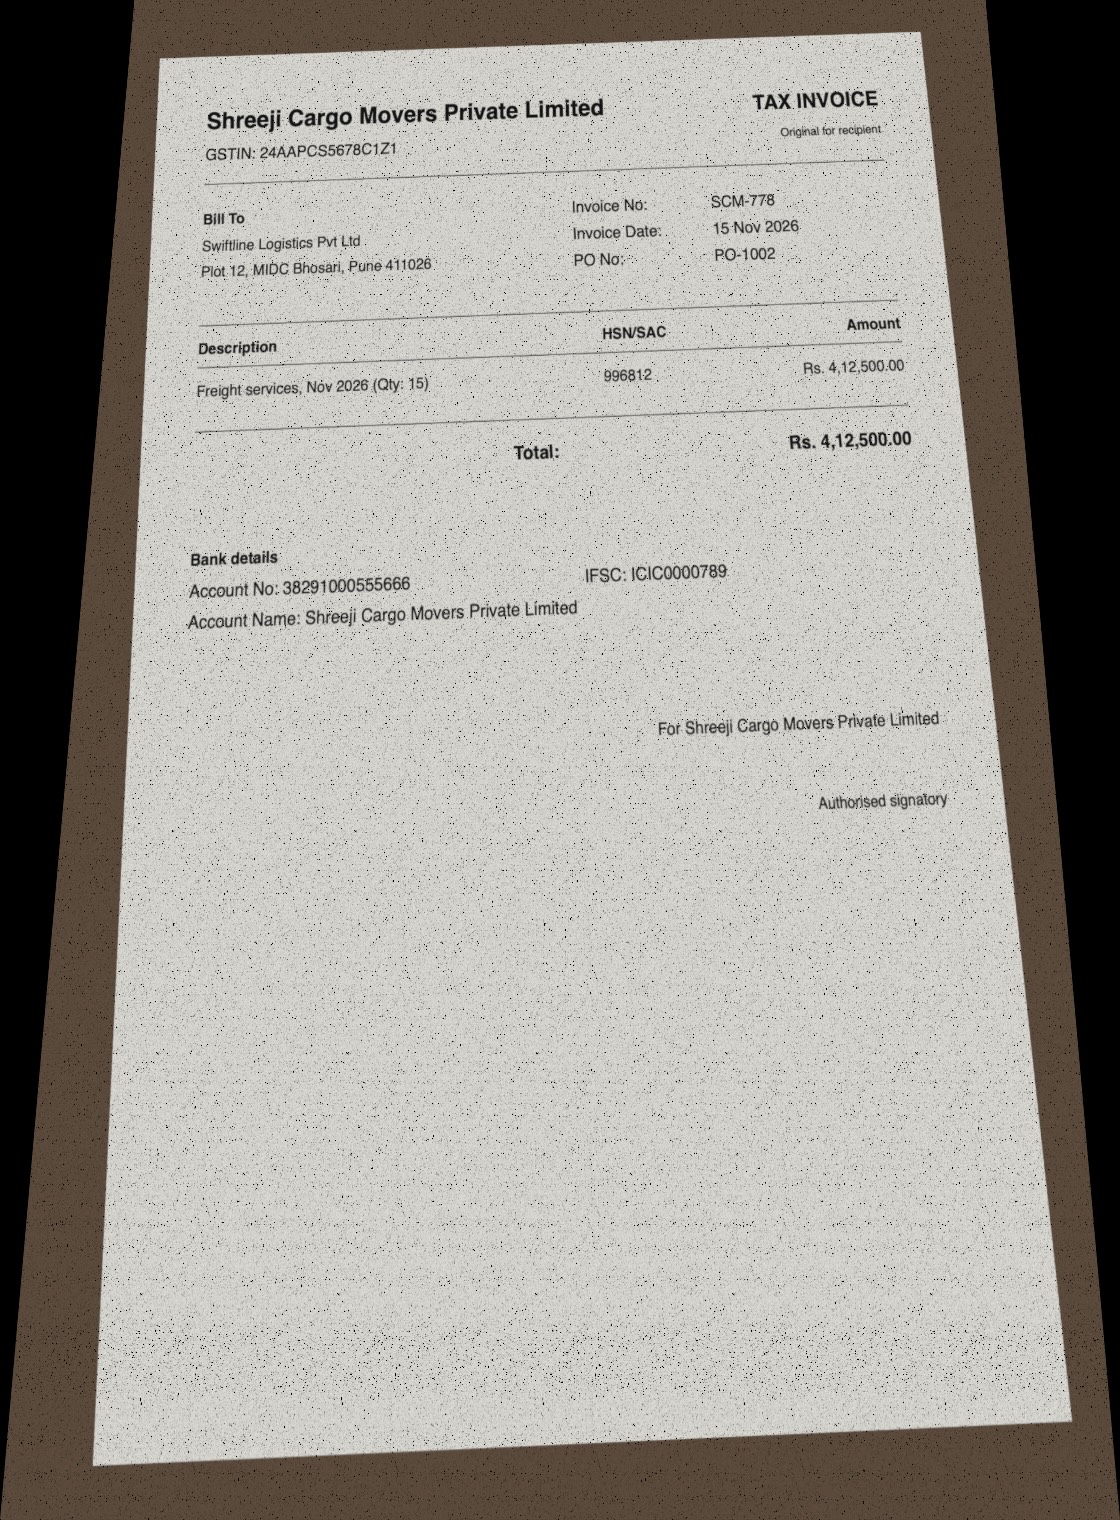 Shreeji Cargo Movers Private Limited
TAX INVOICE
Original for recipient
GSTIN: 24AAPCS5678C1Z1
Bill To
Swiftline Logistics Pvt Ltd
Plot 12, MIDC Bhosari, Pune 411026
Invoice No: SCM-778
Invoice Date: 15 Nov 2026
PO No: PO-1002
Description HSN/SAC Amount
Freight services, Nov 2026 (Qty: 15) 996812 Rs. 4,12,500.00
Total: Rs. 4,12,500.00
Bank details
Account No: 38291000555666 IFSC: ICIC0000789
Account Name: Shreeji Cargo Movers Private Limited
For Shreeji Cargo Movers Private Limited
Authorised signatory